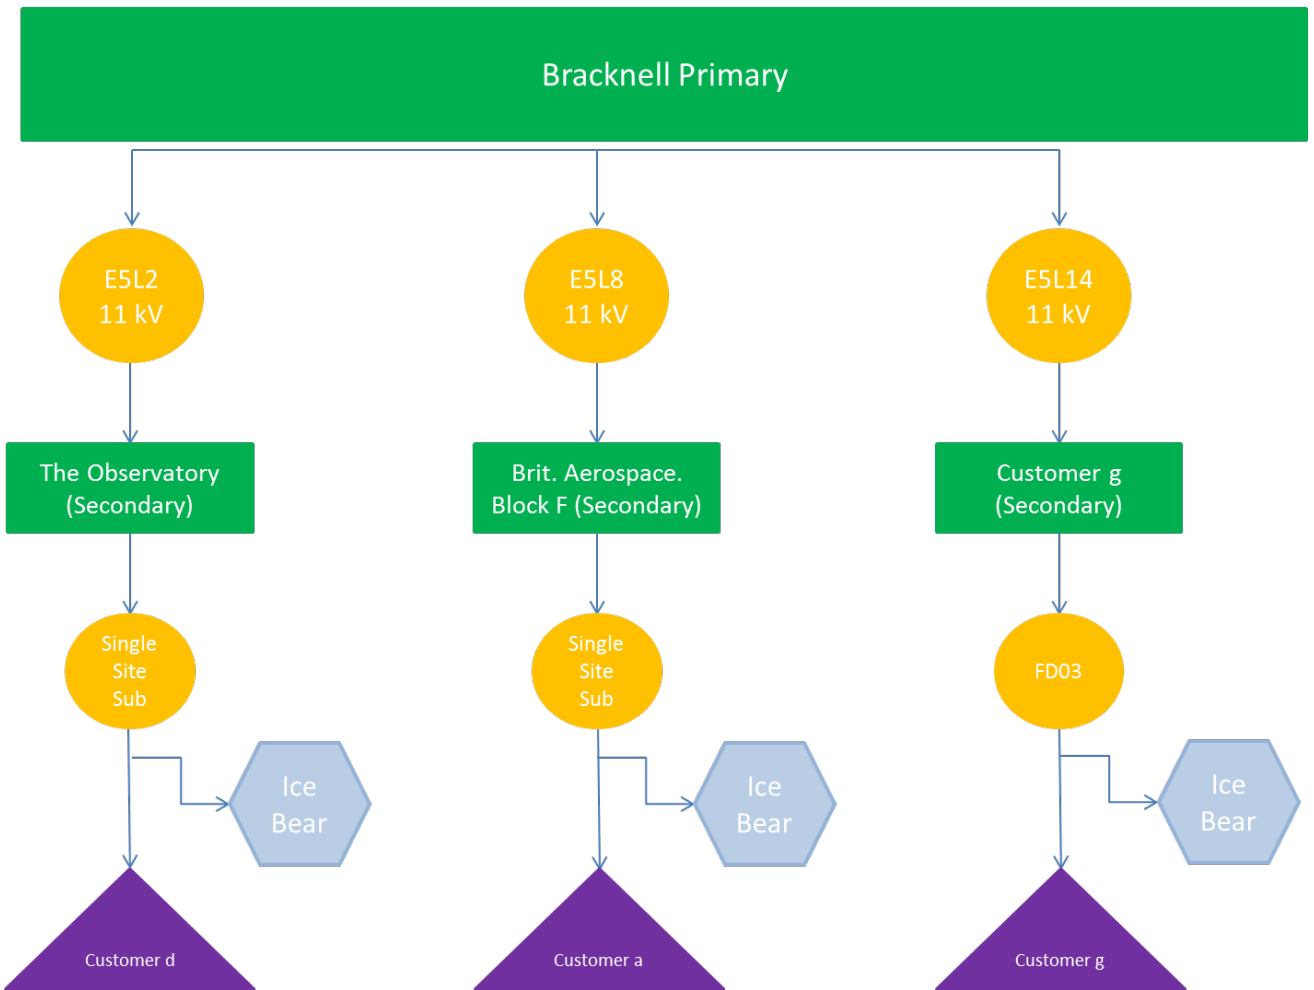 Bracknell Primary
E5L2
11 kV
E5L8
11 kV
E5L14
11 kV
The Observatory
(Secondary)
Brit. Aerospace.
Block F (Secondary)
Customer g
(Secondary)
Single
Site
Sub
Single
Site
Sub
FD03
Ice
Bear
Ice
Bear
Ice
Bear
Customer d
Customer a
Customer g